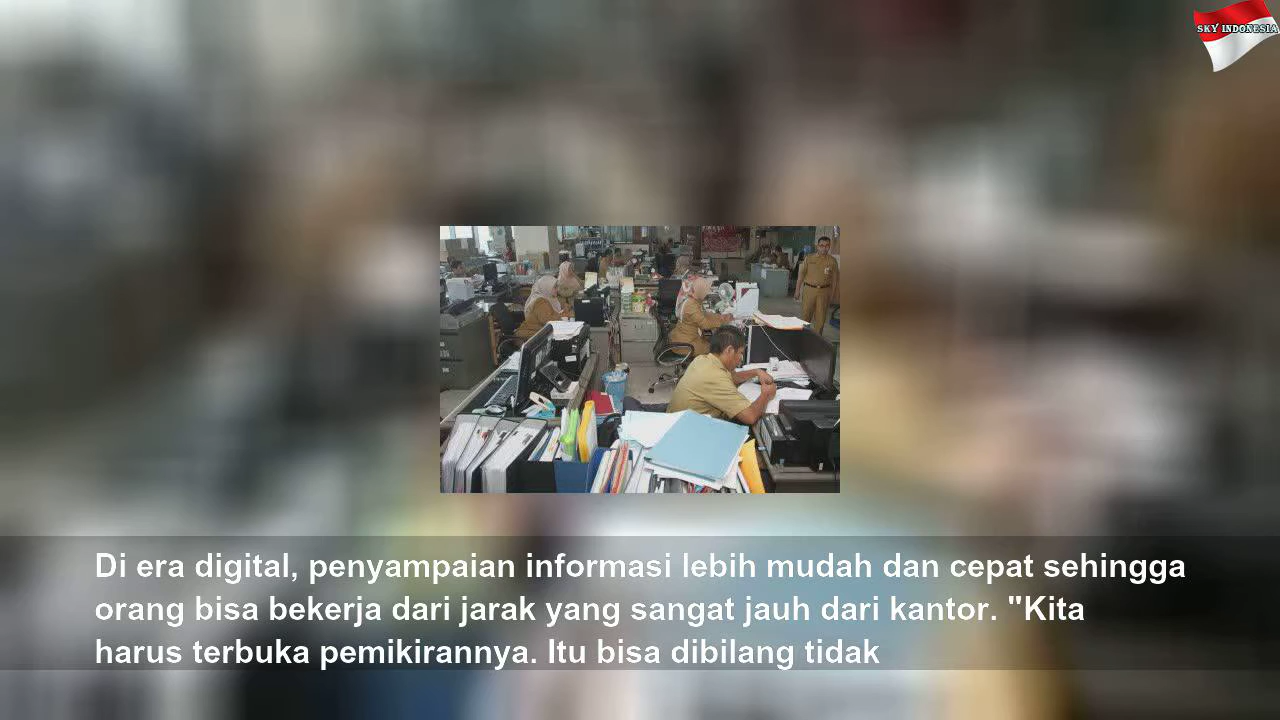 SKY INDONESIA
Di era digital, penyampaian informasi lebih mudah dan cepat sehingga
orang bisa bekerja dari jarak yang sangat jauh dari kantor. "Kita
harus terbuka pemikirannya. Itu bisa dibilang tidak